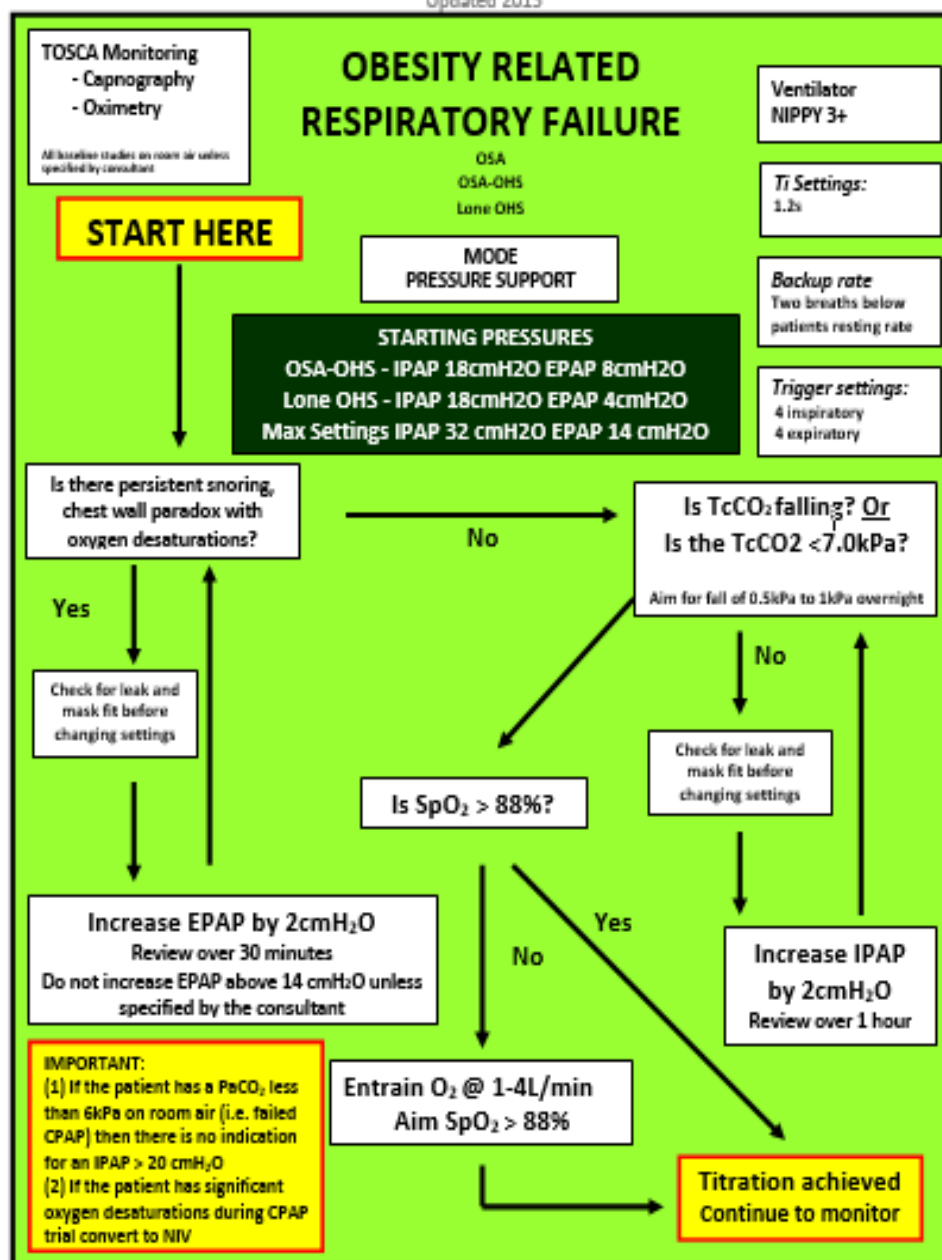 Updated 2015
TOSCA Monitoring
- Capnography
- Oximetry
All baseline studies on room air unless
specified by consultant
OBESITY RELATED
RESPIRATORY FAILURE
OSA
OSA-OHS
Lone OHS
Ventilator
NIPPY 3+
Ti Settings:
1.2s
START HERE
MODE
PRESSURE SUPPORT
Backup rate
Two breaths below
patients resting rate
STARTING PRESSURES
OSA-OHS - IPAP 18cmH2O EPAP 8cmH2O
Lone OHS - IPAP 18cmH2O EPAP 4cmH2O
Max Settings IPAP 32 cmH2O EPAP 14 cmH2O
Trigger settings:
4 inspiratory
4 expiratory
Is there persistent snoring,
chest wall paradox with
oxygen desaturations?
No
Is TcCO₂ falling? Or
Is the TcCO2 <7.0kPa?
Aim for fall of 0.5kPa to 1kPa overnight
Yes
No
Check for leak and
mask fit before
changing settings
Check for leak and
mask fit before
changing settings
Is SpO₂ > 88%?
Increase EPAP by 2cmH₂O
Review over 30 minutes
Do not increase EPAP above 14 cmH₂O unless
specified by the consultant
No
Yes
Increase IPAP
by 2cmH₂O
Review over 1 hour
IMPORTANT:
(1) If the patient has a PaCO₂ less
than 6kPa on room air (i.e. failed
CPAP) then there is no indication
for an IPAP > 20 cmH₂O
(2) If the patient has significant
oxygen desaturations during CPAP
trial convert to NIV
Entrain O₂ @ 1-4L/min
Aim SpO₂ > 88%
Titration achieved
Continue to monitor